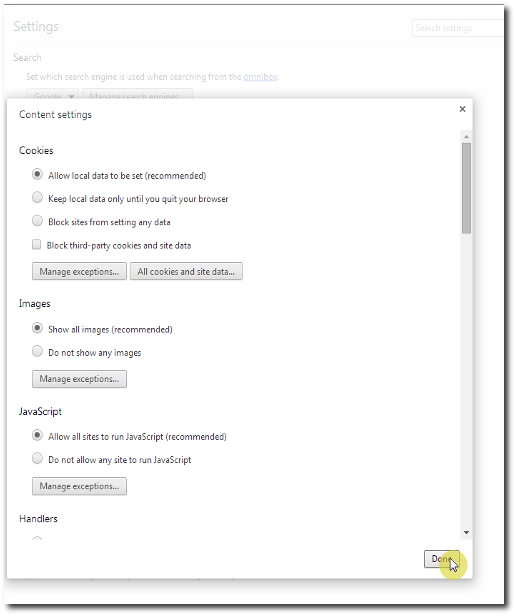 Settings
Search settings
Search
Set which search engine is used when searching from the omnibox.
Google Manage search engines...
Content settings
Cookies
Allow local data to be set (recommended)
Keep local data only until you quit your browser
Block sites from setting any data
Block third-party cookies and site data
Manage exceptions... All cookies and site data...
Images
Show all images (recommended)
Do not show any images
Manage exceptions...
JavaScript
Allow all sites to run JavaScript (recommended)
Do not allow any site to run JavaScript
Manage exceptions...
Handlers
Done